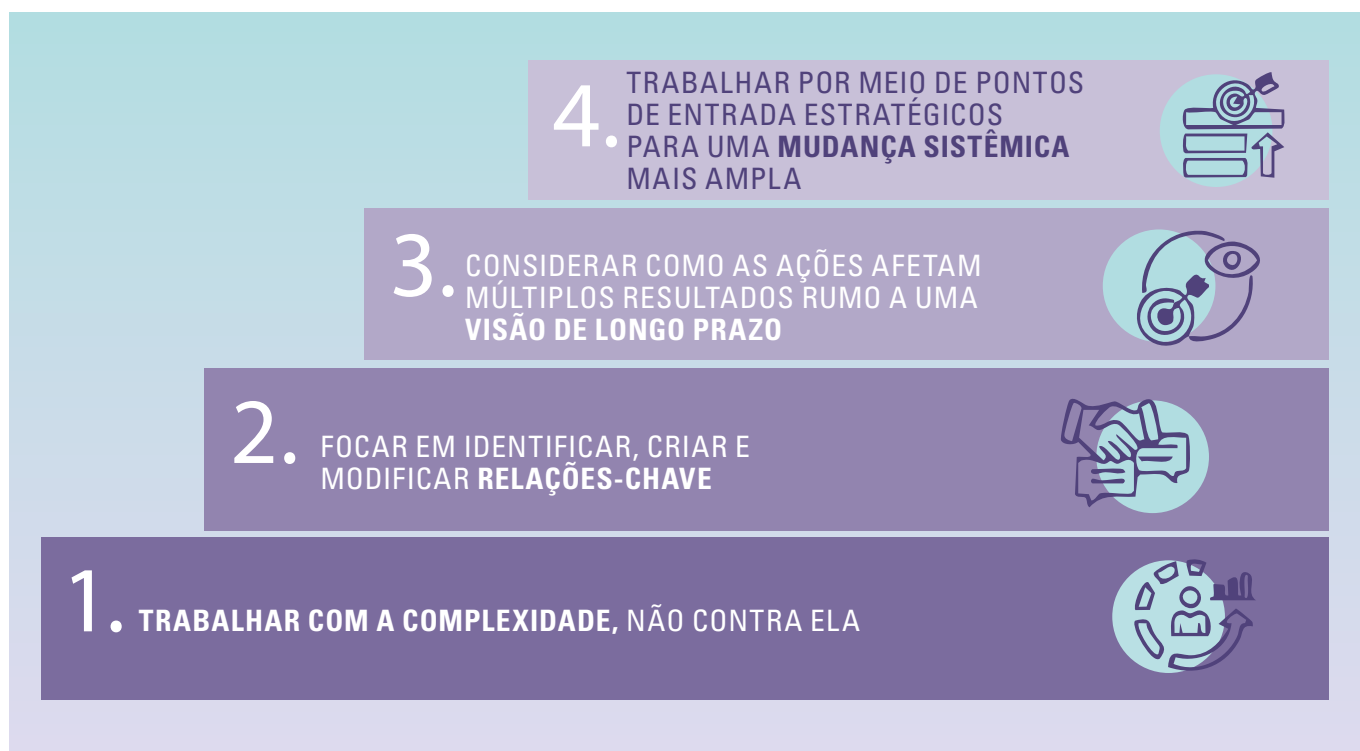 4. TRABALHAR POR MEIO DE PONTOS
DE ENTRADA ESTRATÉGICOS
PARA UMA MUDANÇA SISTÊMICA
MAIS AMPLA
3. CONSIDERAR COMO AS AÇÕES AFETAM
MÚLTIPLOS RESULTADOS RUMO A UMA
VISÃO DE LONGO PRAZO
2. FOCAR EM IDENTIFICAR, CRIAR E
MODIFICAR RELAÇÕES-CHAVE
1. TRABALHAR COM A COMPLEXIDADE, NÃO CONTRA ELA